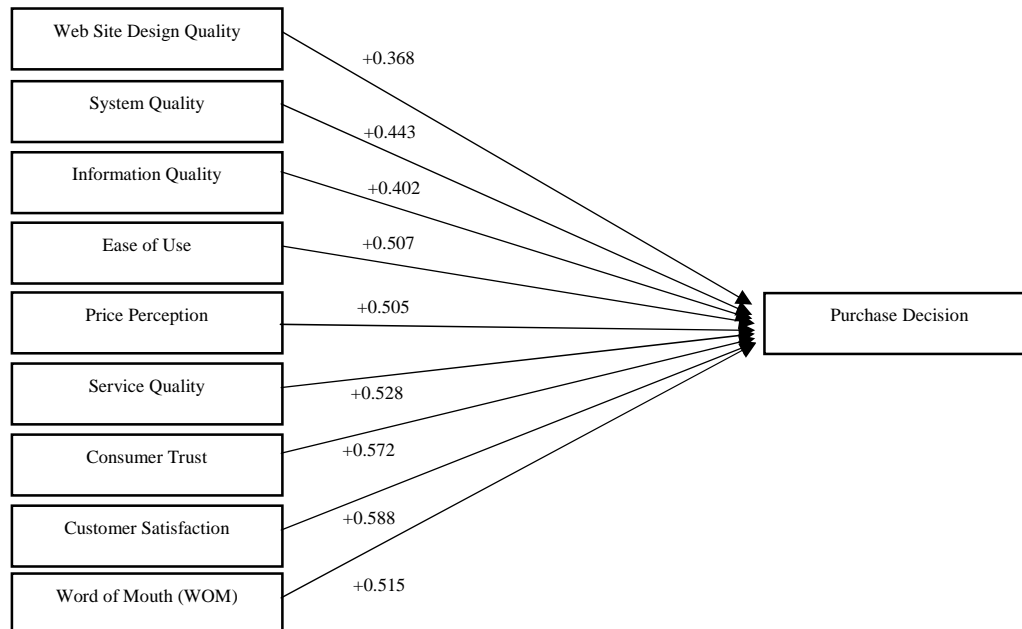 Web Site Design Quality
+0.368
System Quality
+0.443
Information Quality
+0.402
Ease of Use
+0.507
Price Perception
+0.505
Purchase Decision
Service Quality
+0.528
Consumer Trust
+0.572
Customer Satisfaction
+0.588
Word of Mouth (WOM)
+0.515